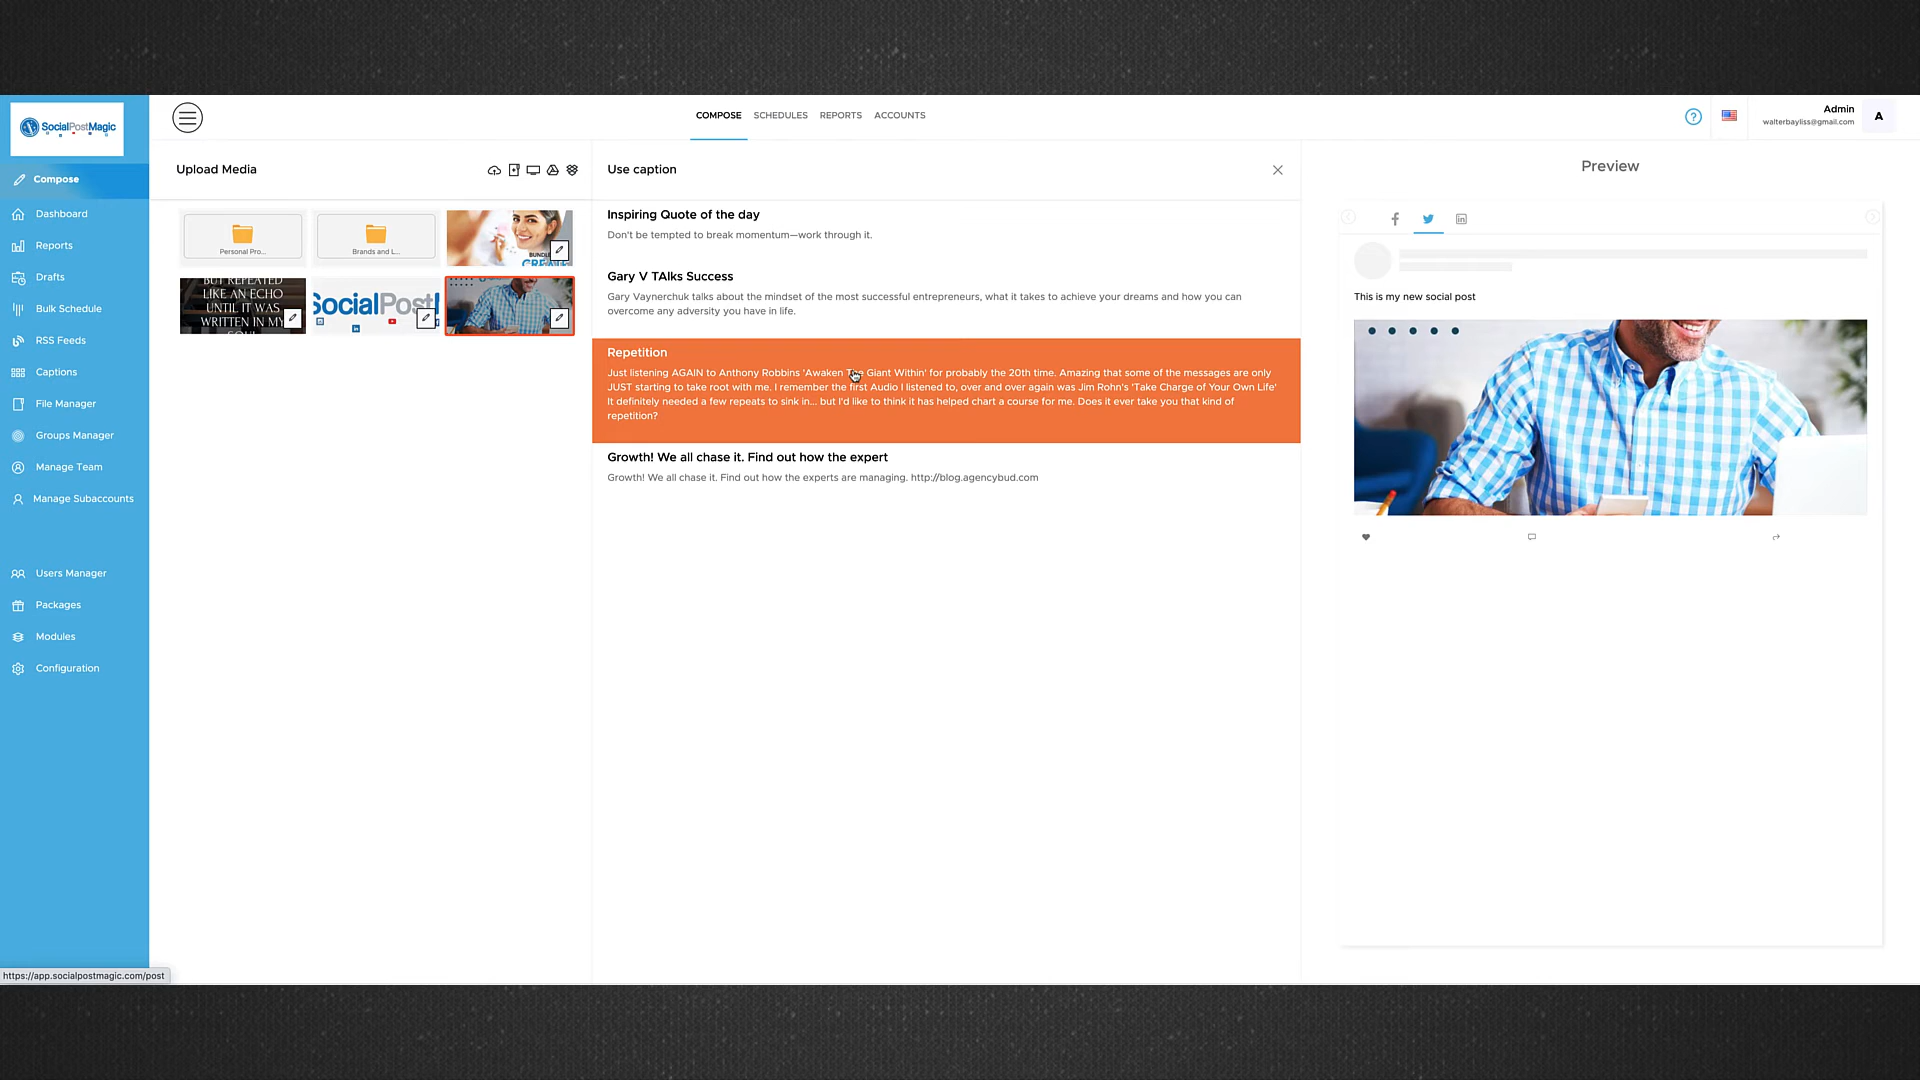 SocialPostMagic
COMPOSE SCHEDULES REPORTS ACCOUNTS
?
Admin
walterbayliss@gmail.com
A
Compose
Dashboard
Reports
Drafts
Bulk Schedule
RSS Feeds
Captions
File Manager
Groups Manager
Manage Team
Manage Subaccounts
Users Manager
Packages
Modules
Configuration
https://app.socialpostmagic.com/post
Upload Media
Personal Pro...
Brands and L...
BUNDL
CREATE
BUT REPEATED
LIKE AN ECHO
UNTIL IT WAS
WRITTEN IN MY
SOUL
SocialPost!
Use caption
Inspiring Quote of the day
Don't be tempted to break momentum—work through it.
Gary V TAlks Success
Gary Vaynerchuk talks about the mindset of the most successful entrepreneurs, what it takes to achieve your dreams and how you can
overcome any adversity you have in life.
Repetition
Just listening AGAIN to Anthony Robbins 'Awaken The Giant Within' for probably the 20th time. Amazing that some of the messages are only
JUST starting to take root with me. I remember the first Audio I listened to, over and over again was Jim Rohn's 'Take Charge of Your Own Life'
It definitely needed a few repeats to sink in... but I'd like to think it has helped chart a course for me. Does it ever take you that kind of
repetition?
Growth! We all chase it. Find out how the expert
Growth! We all chase it. Find out how the experts are managing. http://blog.agencybud.com
Preview
This is my new social post